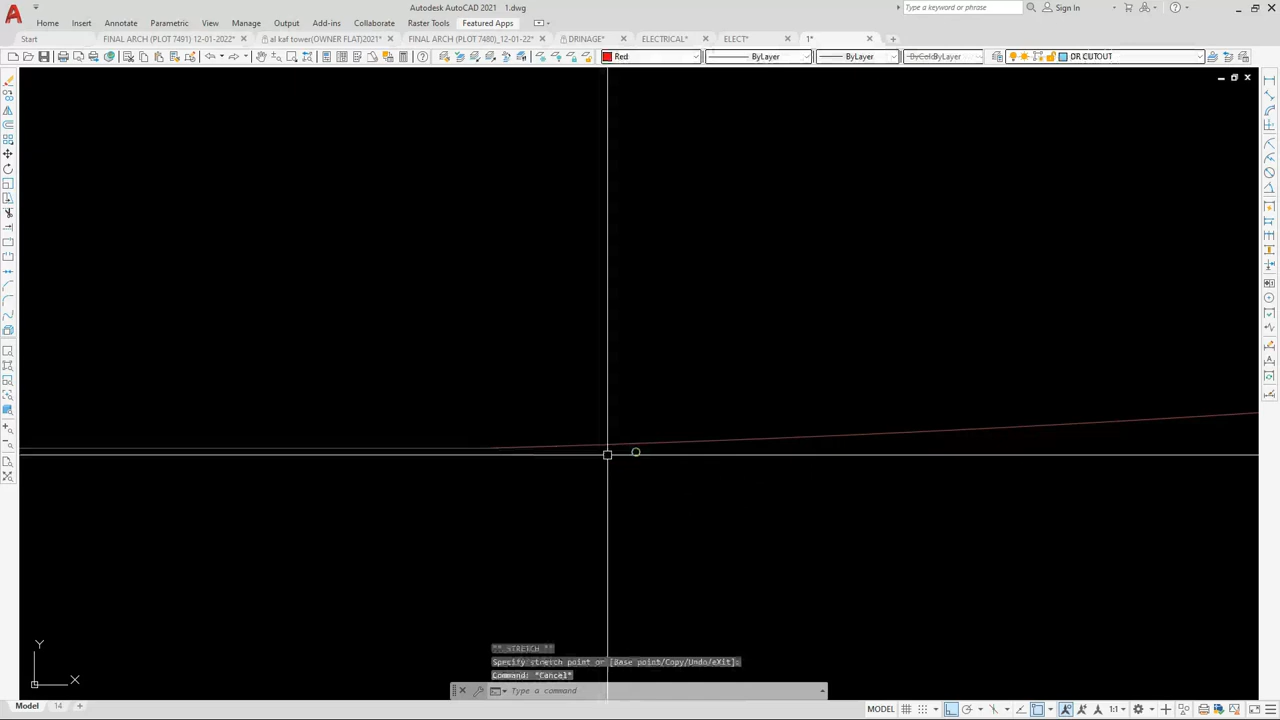 Autodesk AutoCAD 2021 1.dwg
Type a keyword or phrase
Sign In
Home Insert Annotate Parametric View Manage Output Add-ins Collaborate Raster Tools Featured Apps
Start FINAL ARCH (PLOT 7491) 12-01-2022* al kaf tower(OWNER FLAT)2021* FINAL ARCH (PLOT 7480)_12-01-22* DRINAGE* ELECTRICAL* ELECT* 1*
Red ByLayer ByLayer ByColor DR CUTOUT
** STRETCH **
Specify stretch point or [Base point/Copy/Undo/eXit]:
Command: *Cancel*
Type a command
Y
X
Model 14 + MODEL 1:1